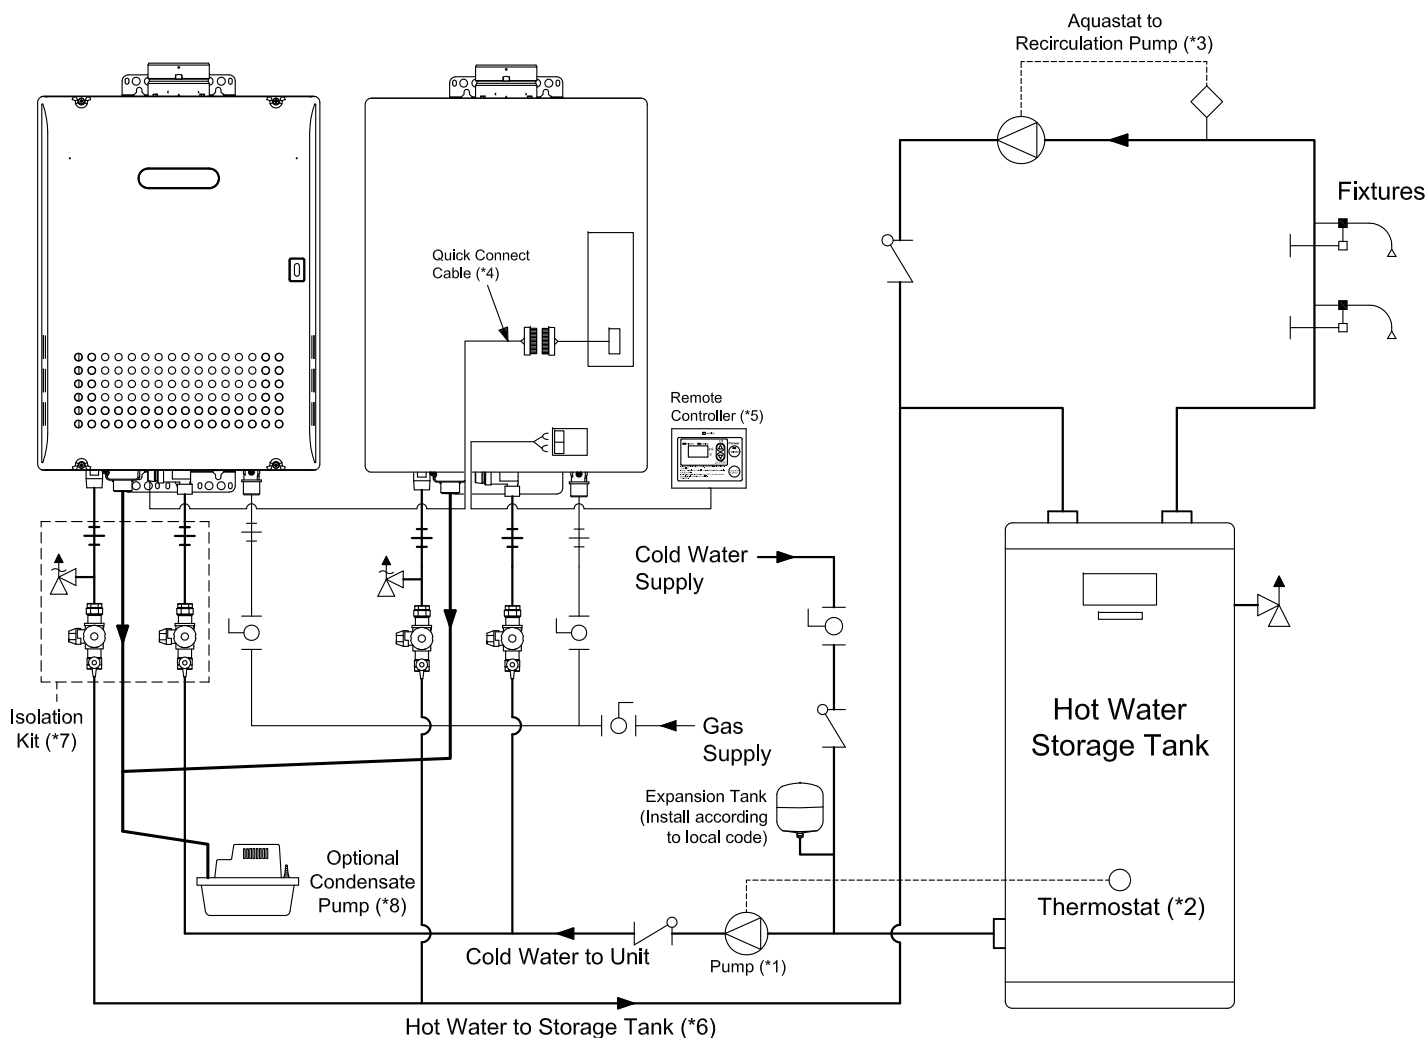 Aquastat to
Recirculation Pump (*3)
Fixtures
Quick Connect
Cable (*4)
Remote
Controller (*5)
Cold Water
Supply
Hot Water
Storage Tank
Isolation
Kit (*7)
Gas
Supply
Expansion Tank
(Install according
to local code)
Optional
Condensate
Pump (*8)
Thermostat (*2)
Cold Water to Unit
Pump (*1)
Hot Water to Storage Tank (*6)